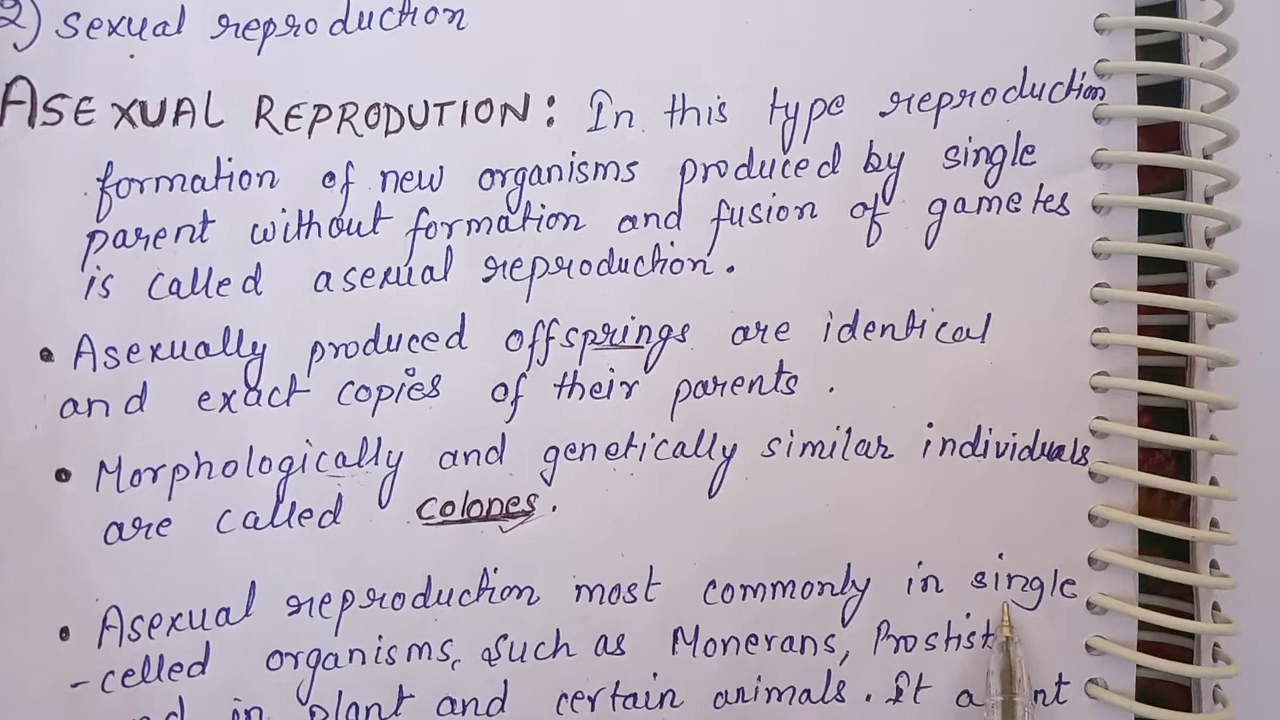 2) sexual reproduction
ASEXUAL REPRODUTION: In this type reproduction
formation of new organisms produced by single
parent without formation and fusion of gametes
is called asexual reproduction.
• Asexually produced offsprings are identical
and exact copies of their parents.
• Morphologically and genetically similar individuals
are called colones.
• Asexual reproduction most commonly in single
-celled organisms, such as Monerans, Prostist
in plant and certain animals. It